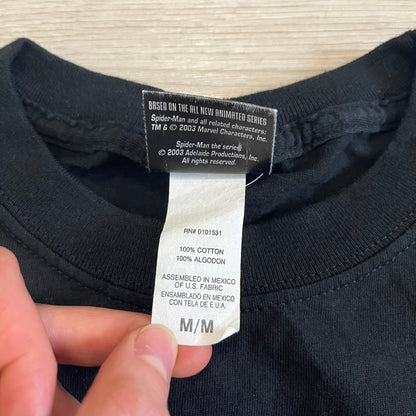 BASED ON THE ALL NEW ANIMATED SERIES
Spider-Man and all related characters:
TM & © 2003 Marvel Characters, Inc.
Spider-Man the series:
© 2003 Adelaide Productions, Inc.
All rights reserved.
RN# 0101531
100% COTTON
100% ALGODON
ASSEMBLED IN MEXICO
OF U.S. FABRIC
ENSAMBLADO EN MEXICO
CON TELA DE E.U.A.
M/M